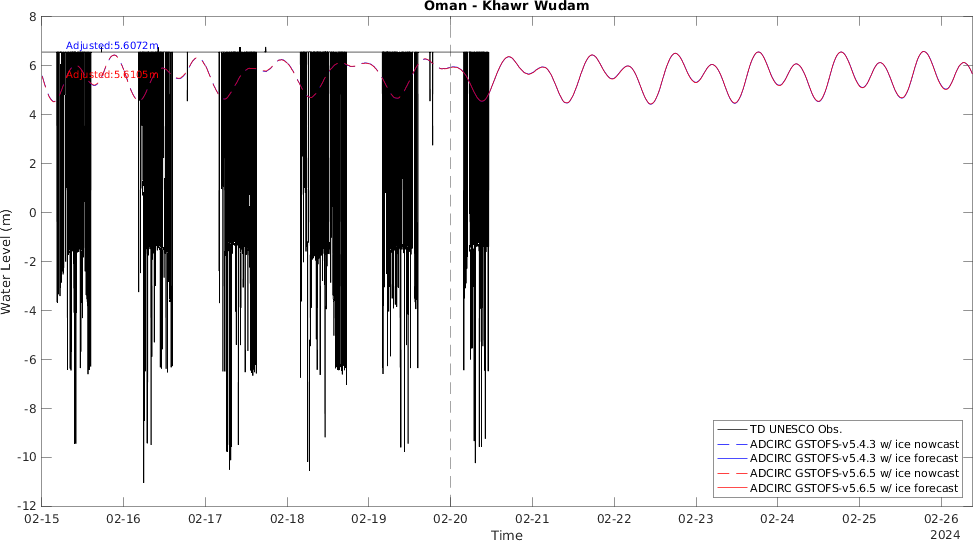 Oman - Khawr Wudam
8
6
4
2
0
-2
-4
-6
-8
-10
-12
Water Level (m)
Adjusted:5.6072m
Adjusted:5.6105m
TD UNESCO Obs.
ADCIRC GSTOFS-v5.4.3 w/ ice nowcast
ADCIRC GSTOFS-v5.4.3 w/ ice forecast
ADCIRC GSTOFS-v5.6.5 w/ ice nowcast
ADCIRC GSTOFS-v5.6.5 w/ ice forecast
02-15 02-16 02-17 02-18 02-19 02-20 02-21 02-22 02-23 02-24 02-25 02-26
Time
2024